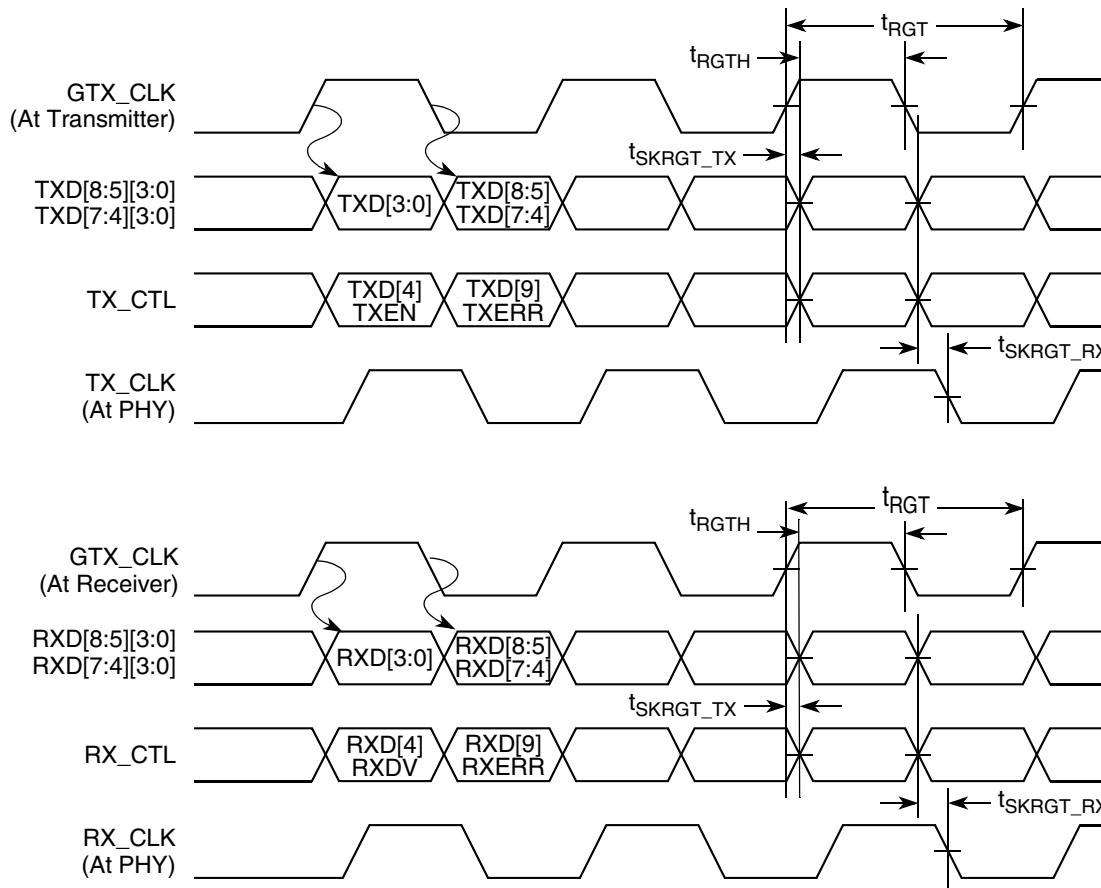 tRGT
tRGTH
GTX_CLK
(At Transmitter)
tSKRGT_TX
TXD[8:5][3:0]
TXD[7:4][3:0]
TXD[3:0]
TXD[8:5]
TXD[7:4]
TX_CTL
TXD[4]
TXEN
TXD[9]
TXERR
tSKRGT_RX
TX_CLK
(At PHY)
tRGT
tRGTH
GTX_CLK
(At Receiver)
RXD[8:5][3:0]
RXD[7:4][3:0]
RXD[3:0]
RXD[8:5]
RXD[7:4]
tSKRGT_TX
RX_CTL
RXD[4]
RXDV
RXD[9]
RXERR
tSKRGT_RX
RX_CLK
(At PHY)